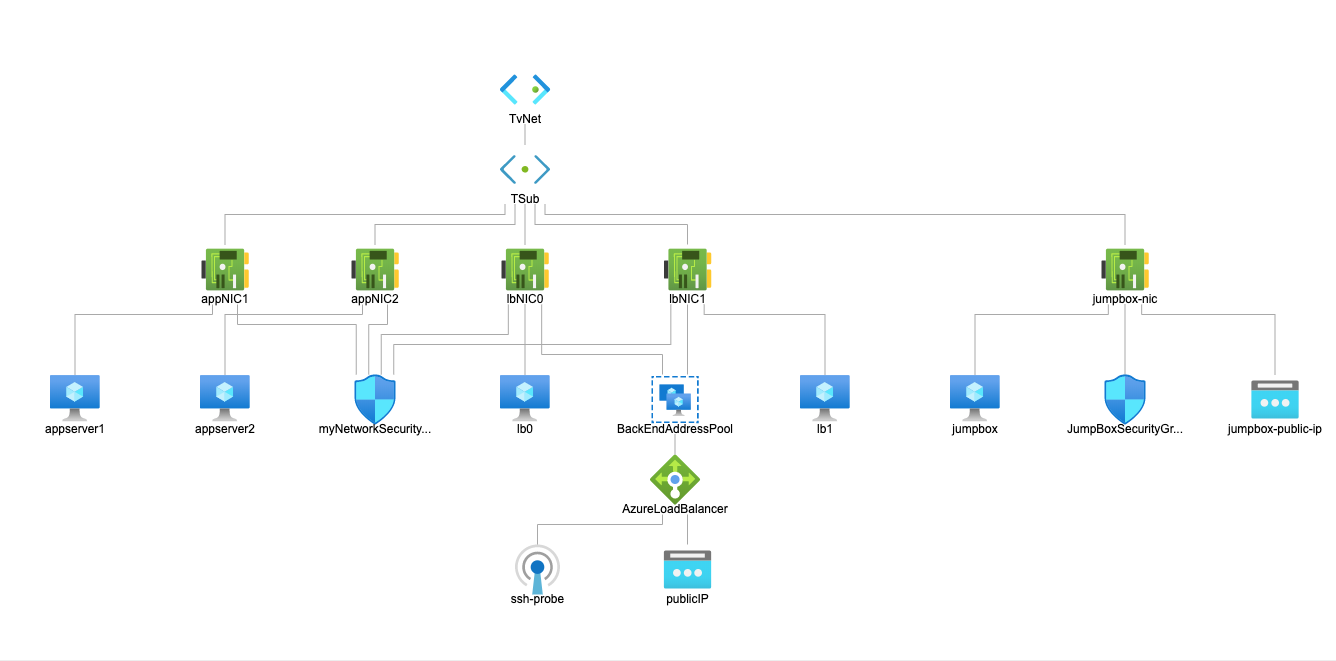 TvNet
TSub
appNIC1
appNIC2
lbNIC0
lbNIC1
jumpbox-nic
appserver1
appserver2
myNetworkSecurity...
lb0
BackEndAddressPool
lb1
jumpbox
JumpBoxSecurityGr...
jumpbox-public-ip
AzureLoadBalancer
ssh-probe
publicIP